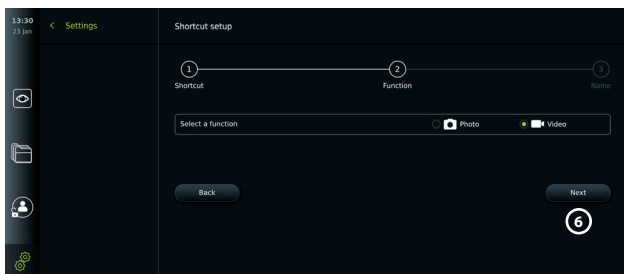 13:30
23 Jan
Settings
Shortcut setup
1
2
3
Shortcut
Function
Name
Select a function
Photo
Video
Back
Next
6